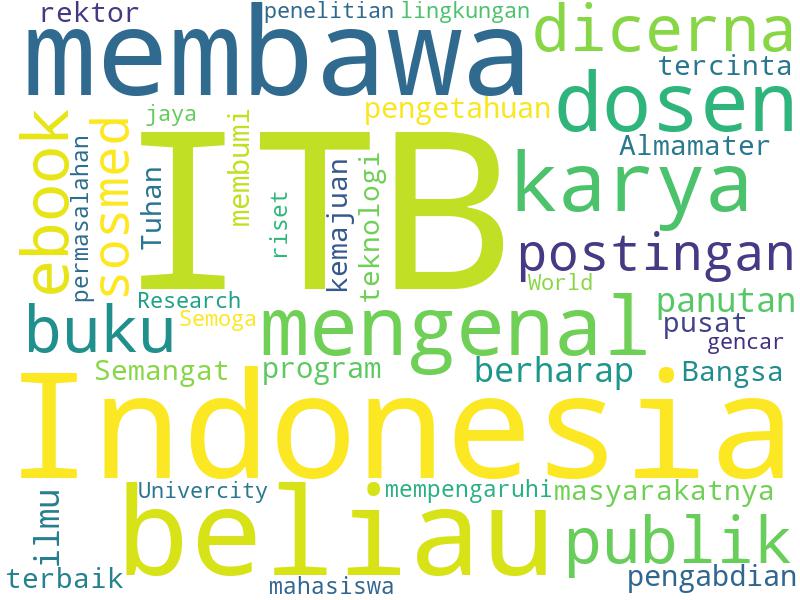 rektor
penelitian
lingkungan
membawa
dicerna
tercinta
dosen
jaya
pengetahuan
Almamater
ebook
permasalahan
sosmed
Tuhan
ITB
membumi
riset
kemajuan
teknologi
karya
postingan
World
Research
Semoga
buku
mengenal
panutan
pusat
gencar
Semangat
program
berharap
Bangsa
Indonesia
ilmu
Univercity
mempengaruhi
masyarakatnya
beliau
publik
terbaik
mahasiswa
pengabdian